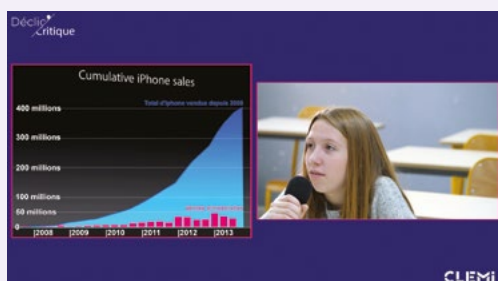 Déclic'
critique
Cumulative iPhone sales
400 millions
Total d'iphone vendus depuis 2008
300 millions
200 millions
100 millions
50 millions
0
|2008 |2009 |2010 |2011 |2012 |2013
CLEMI